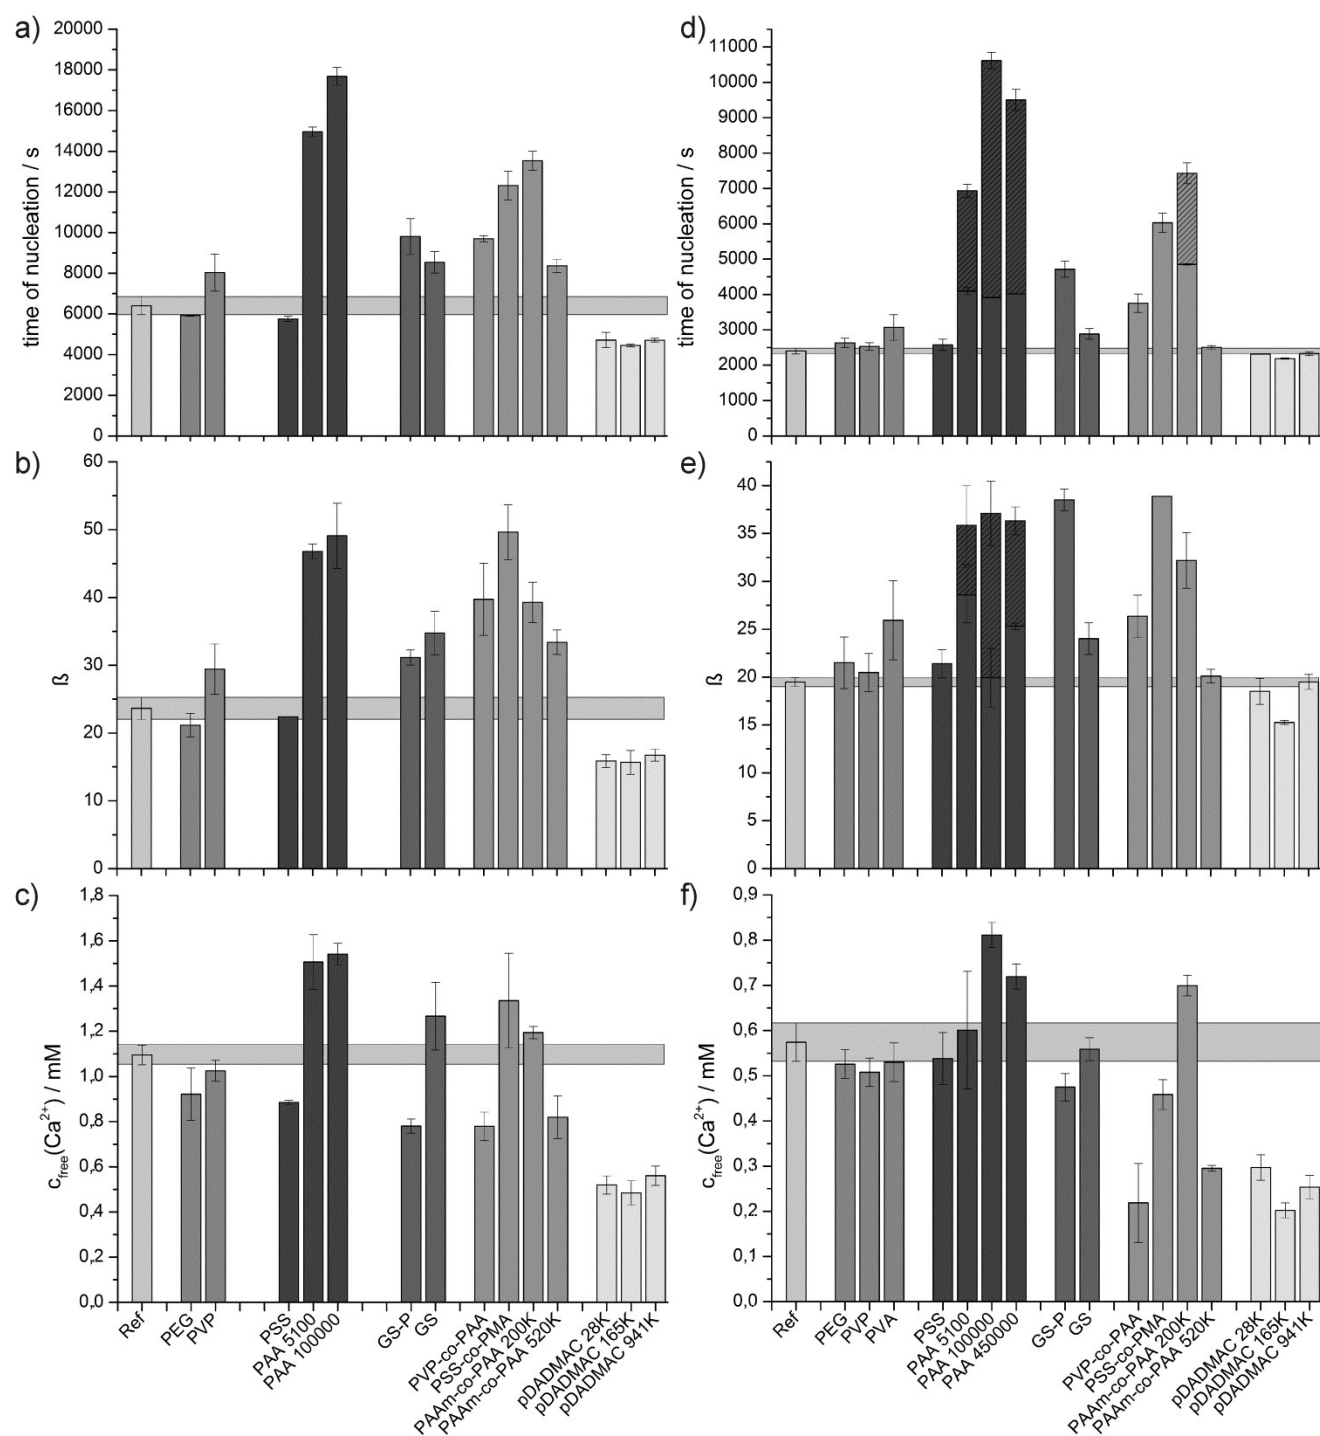 a)
20000
18000
16000
14000
12000
10000
8000
6000
4000
2000
0
time of nucleation / s
d)
11000
10000
9000
8000
7000
6000
5000
4000
3000
2000
1000
0
time of nucleation / s
b)
60
50
40
30
20
10
0
ß
e)
40
35
30
25
20
15
10
5
0
ß
c)
1,8
1,6
1,4
1,2
1,0
0,8
0,6
0,4
0,2
0,0
c_free(Ca²⁺) / mM
Ref
PEG
PVP
PSS
PAA 5100
PAA 100000
GS-P
GS
PVP-co-PAA
PSS-co-PMA
PAAm-co-PAA 200K
PAAm-co-PAA 520K
pDADMAC 28K
pDADMAC 165K
pDADMAC 941K
f)
0,9
0,8
0,7
0,6
0,5
0,4
0,3
0,2
0,1
0,0
c_free(Ca²⁺) / mM
Ref
PEG
PVP
PVA
PSS
PAA 5100
PAA 100000
PAA 450000
GS-P
GS
PVP-co-PAA
PSS-co-PMA
PAAm-co-PAA 200K
PAAm-co-PAA 520K
pDADMAC 28K
pDADMAC 165K
pDADMAC 941K